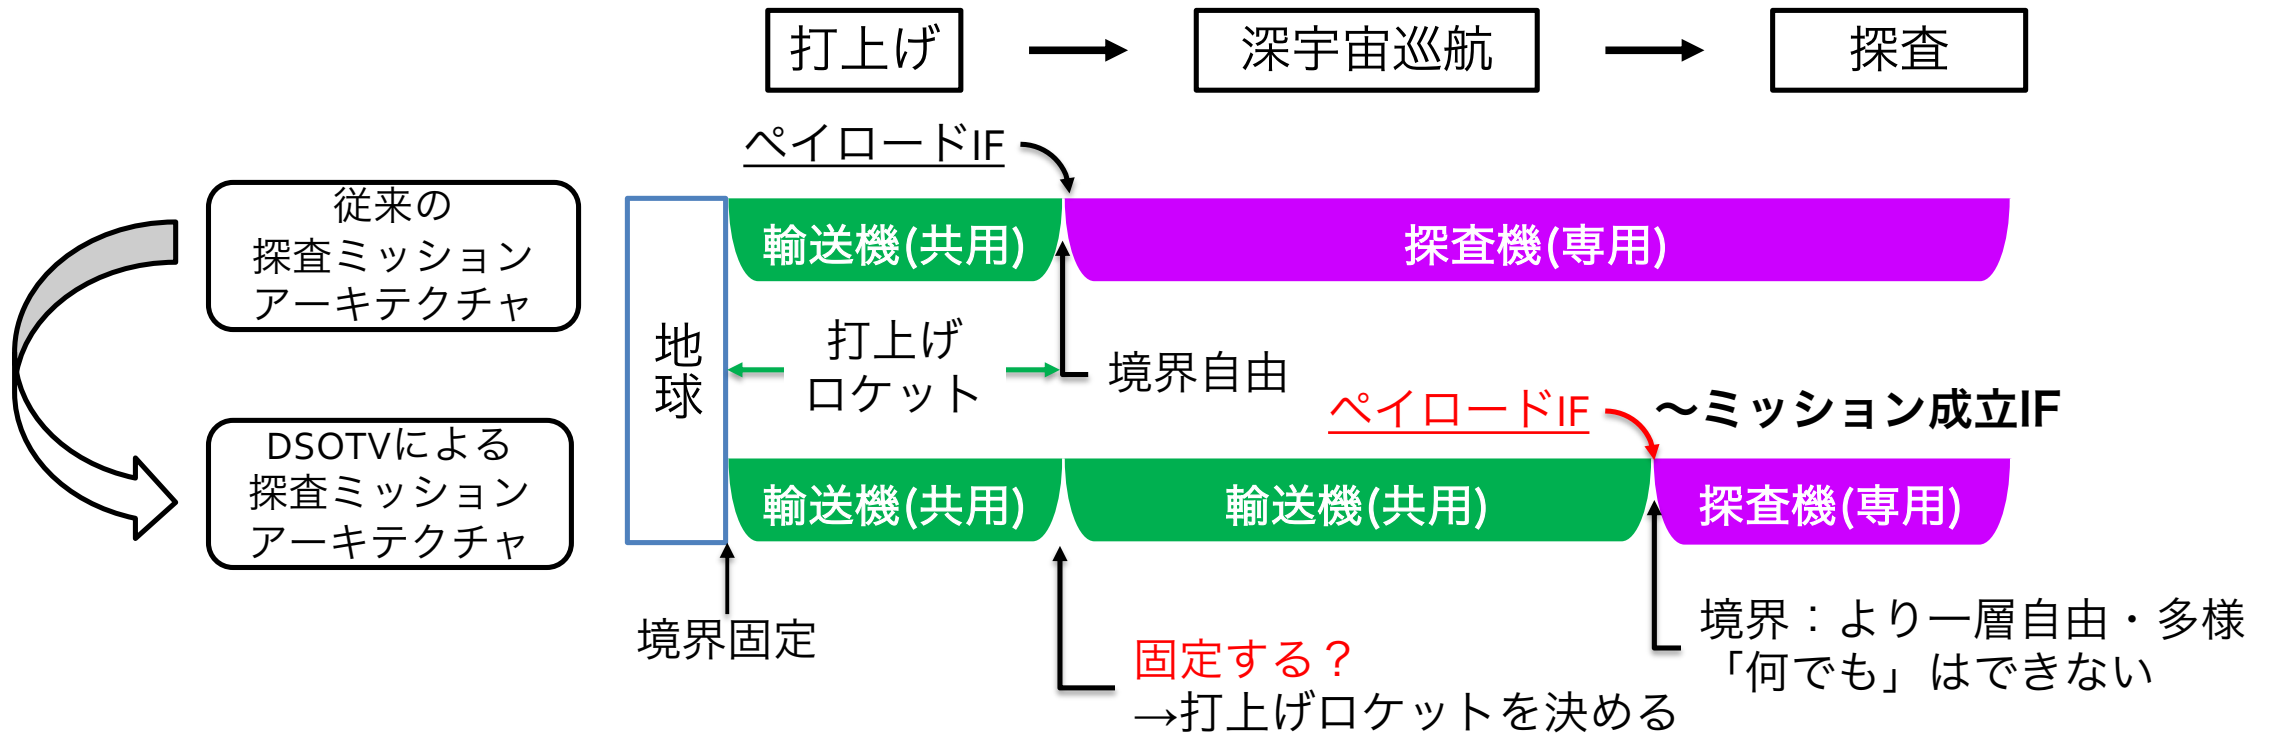 打上げ
深宇宙巡航
探査
ペイロードIF
従来の
探査ミッション
アーキテクチャ
輸送機(共用)
探査機(専用)
地
球
打上げ
ロケット
境界自由
ペイロードIF
～ミッション成立IF
DSOTVによる
探査ミッション
アーキテクチャ
輸送機(共用)
輸送機(共用)
探査機(専用)
境界固定
固定する？
→打上げロケットを決める
境界：より一層自由・多様
「何でも」はできない